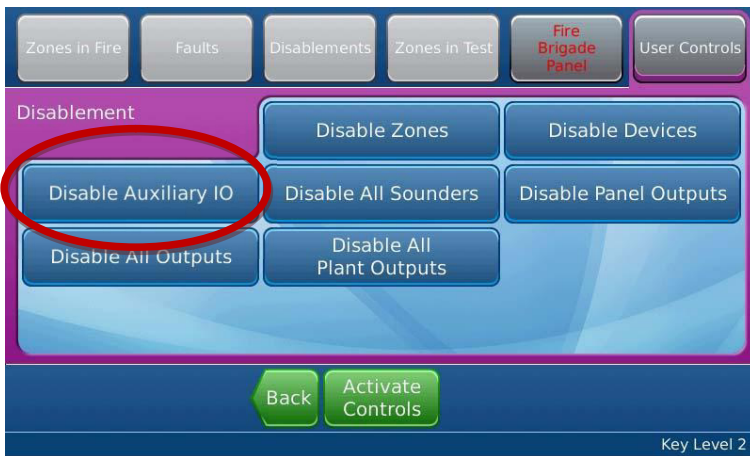 Zones in Fire
Faults
Disablements
Zones in Test
Fire
Brigade
Panel
User Controls
Disablement
Disable Zones
Disable Devices
Disable Auxiliary IO
Disable All Sounders
Disable Panel Outputs
Disable All Outputs
Disable All
Plant Outputs
Back
Activate
Controls
Key Level 2